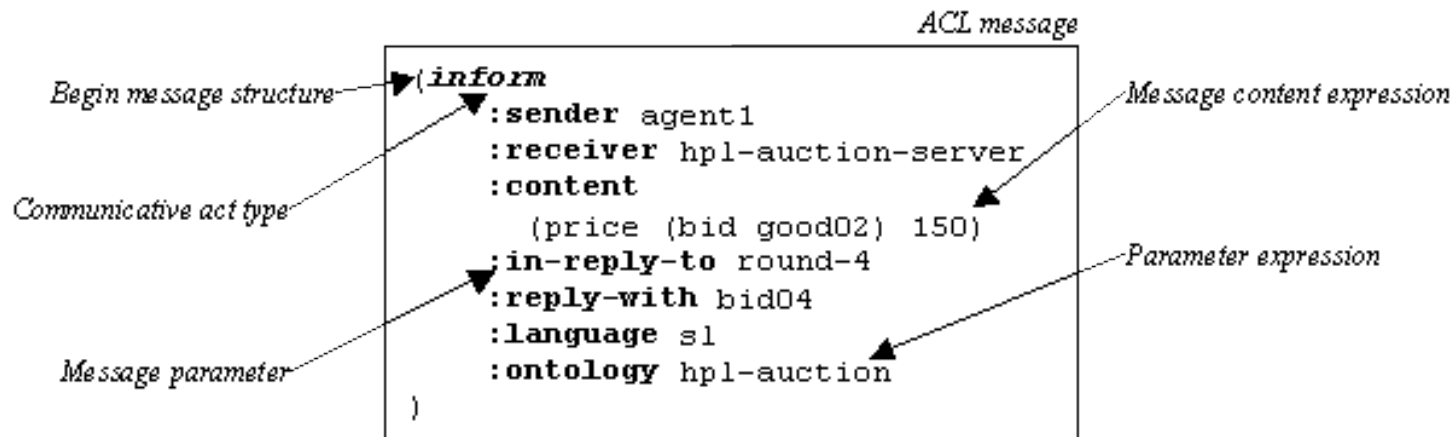 ACL message
Begin message structure
(inform
:sender agent1
Message content expression
:receiver hpl-auction-server
:content
Communicative act type
(price (bid good02) 150)
:in-reply-to round-4
Parameter expression
:reply-with bid04
:language sl
Message parameter
:ontology hpl-auction
)